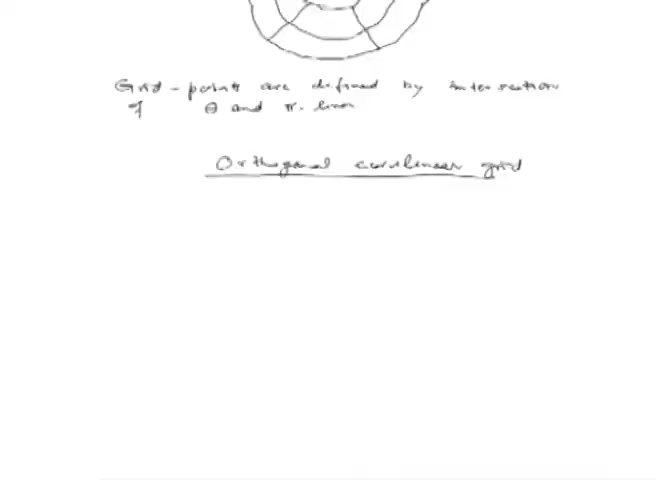 Grid-points are defined by intersection
of θ and r. lines
Orthogonal curvilinear grid